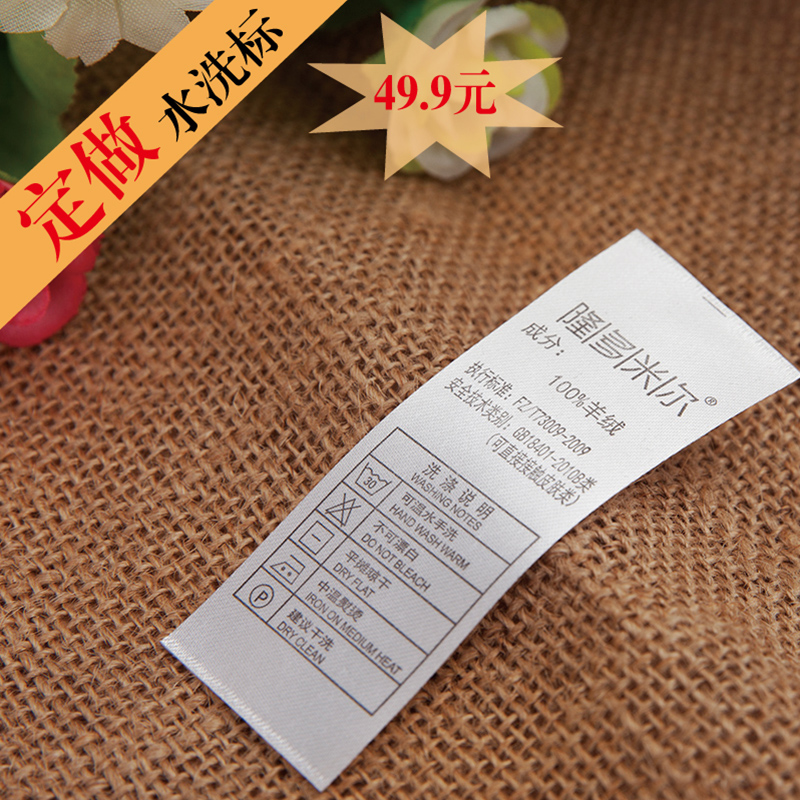 定做 水洗标
49.9元
隆多米尔®
成分:
100%羊绒
执行标准: FZ/T73009-2009
安全技术类别: GB18401-2010B类
(可直接接触皮肤类)
洗涤说明
WASHING NOTES
30
可温水手洗
HAND WASH WARM
不可漂白
DO NOT BLEACH
平摊晾干
DRY FLAT
中温熨烫
IRON ON MEDIUM HEAT
P
建议干洗
DRY CLEAN